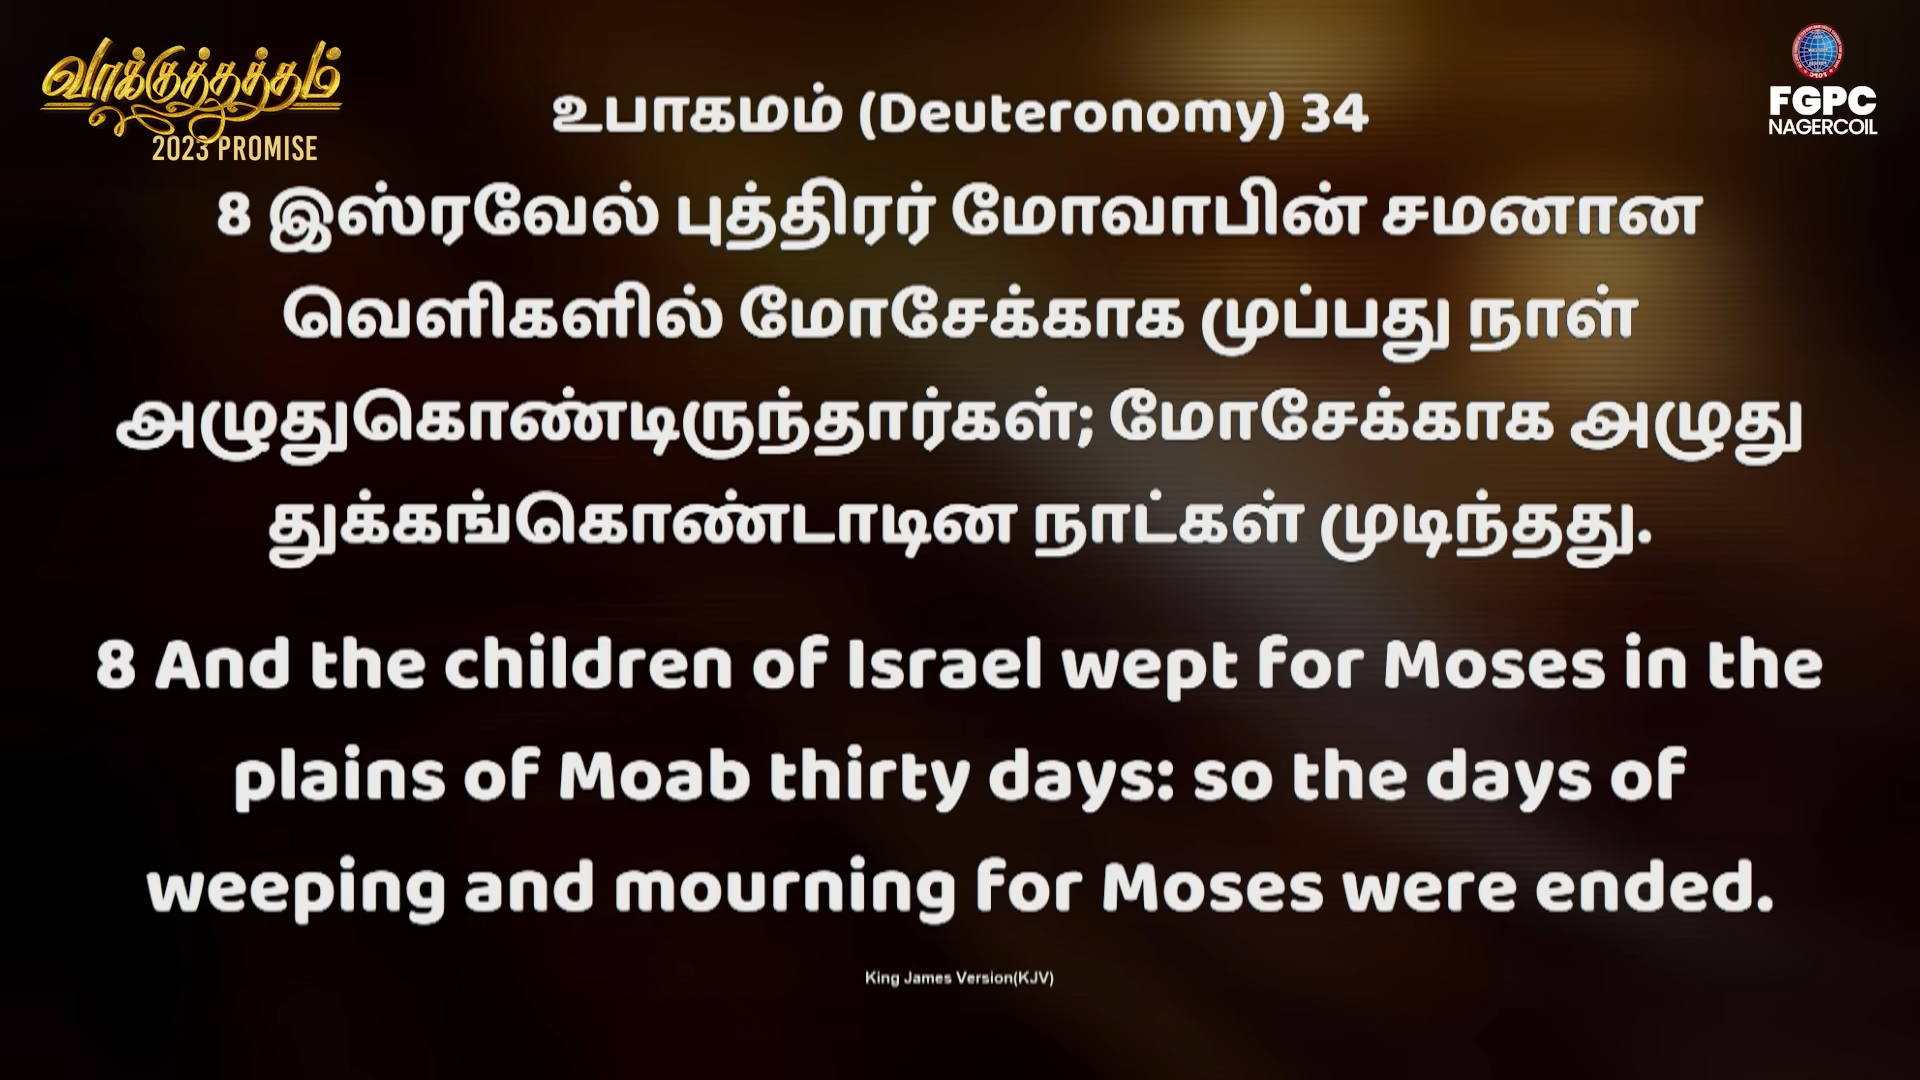 வாக்குத்தத்தம்
2023 PROMISE
FGPC
NAGERCOIL
உபாகமம் (Deuteronomy) 34
8 இஸ்ரவேல் புத்திரர் மோவாபின் சமனான
வெளிகளில் மோசேக்காக முப்பது நாள்
அழுதுகொண்டிருந்தார்கள்; மோசேக்காக அழுது
துக்கங்கொண்டாடின நாட்கள் முடிந்தது.
8 And the children of Israel wept for Moses in the
plains of Moab thirty days: so the days of
weeping and mourning for Moses were ended.
King James Version(KJV)